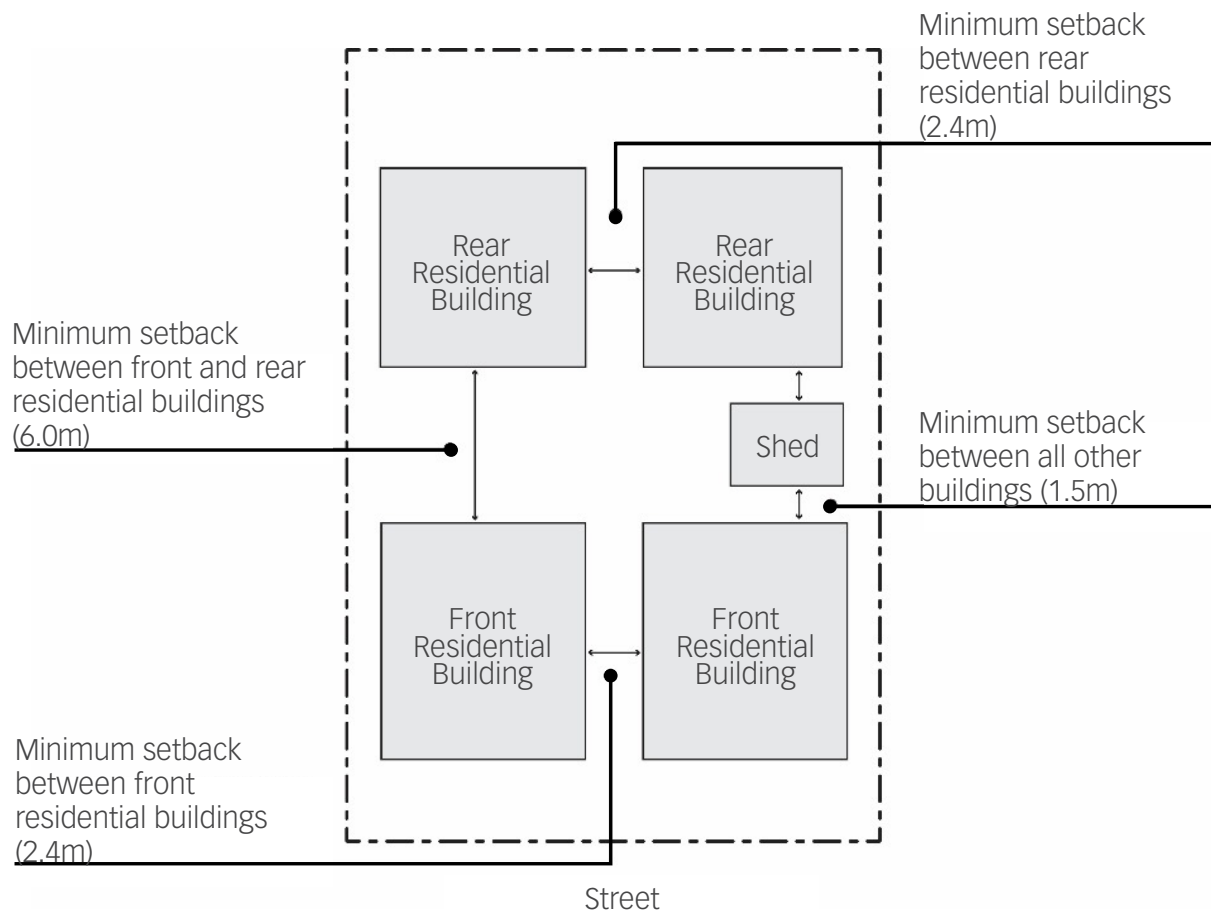 Minimum setback
between rear
residential buildings
(2.4m)
Rear
Residential
Building
Rear
Residential
Building
Minimum setback
between front and rear
residential buildings
(6.0m)
Shed
Minimum setback
between all other
buildings (1.5m)
Front
Residential
Building
Front
Residential
Building
Minimum setback
between front
residential buildings
(2.4m)
Street